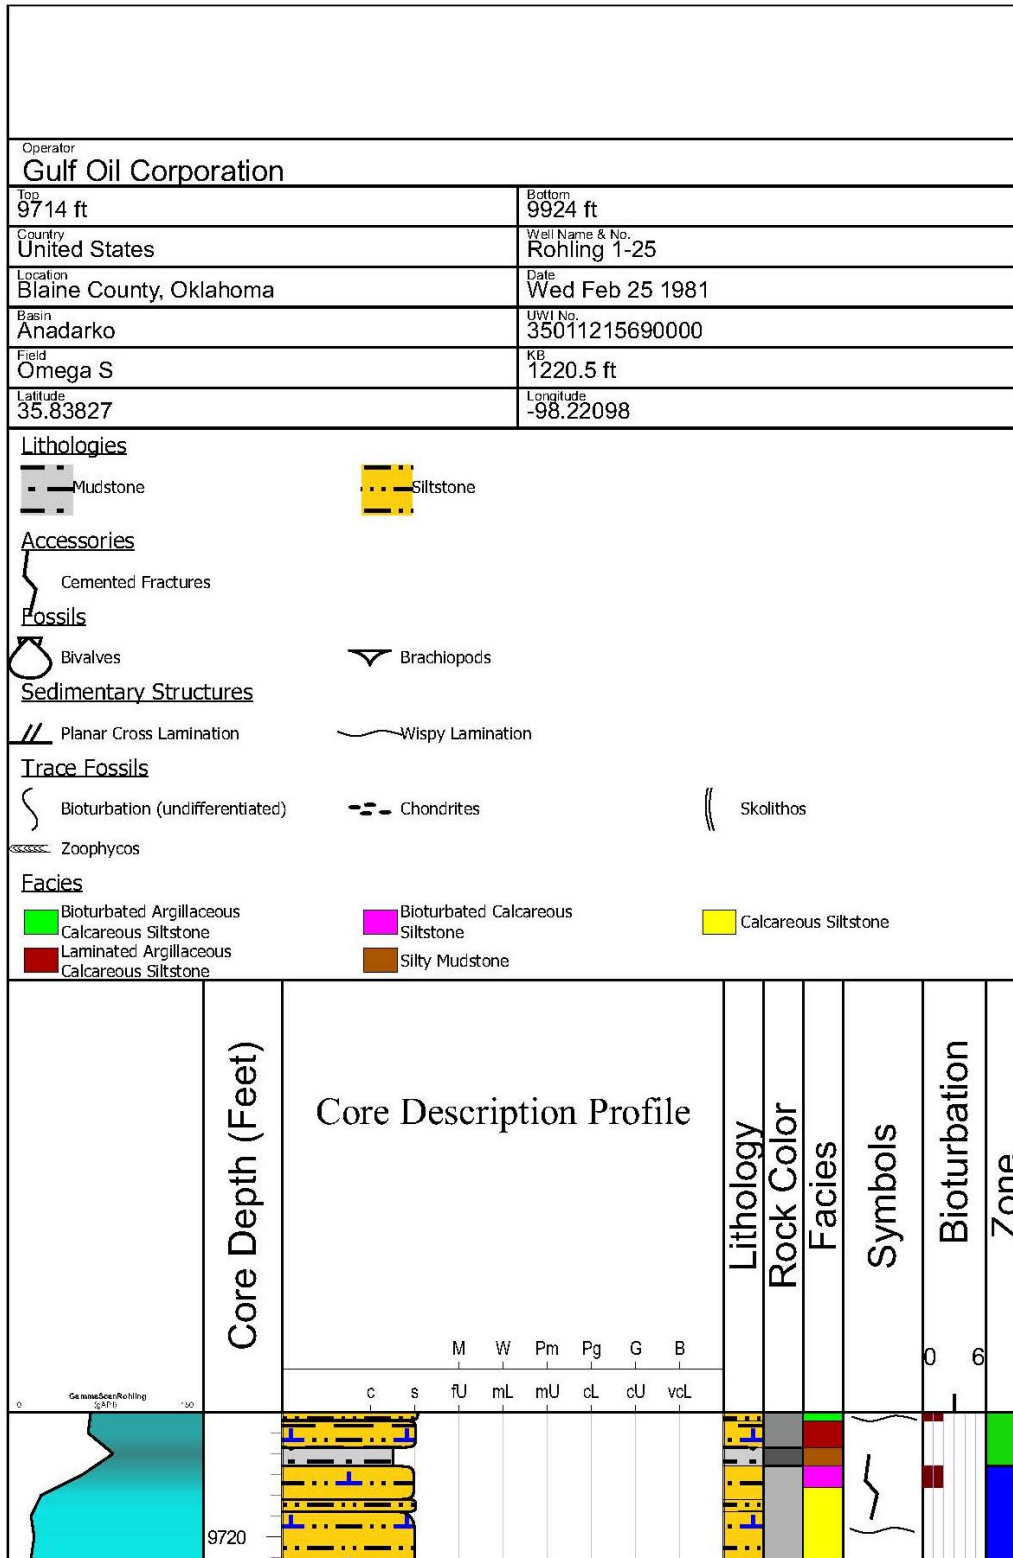 Operator
Gulf Oil Corporation
Top
9714 ft
Bottom
9924 ft
Country
United States
Well Name & No.
Rohling 1-25
Location
Blaine County, Oklahoma
Date
Wed Feb 25 1981
Basin
Anadarko
UWI No.
35011215690000
Field
Omega S
KB
1220.5 ft
Latitude
35.83827
Longitude
-98.22098
Lithologies
Mudstone
Siltstone
Accessories
Cemented Fractures
Fossils
Bivalves
Brachiopods
Sedimentary Structures
Planar Cross Lamination
Wispy Lamination
Trace Fossils
Bioturbation (undifferentiated)
Chondrites
Skolithos
Zoophycos
Facies
Bioturbated Argillaceous
Calcareous Siltstone
Bioturbated Calcareous
Siltstone
Calcareous Siltstone
Laminated Argillaceous
Calcareous Siltstone
Silty Mudstone
GammaScanRohling
0 (gAPI) 150
Core Depth (Feet)
Core Description Profile
M W Pm Pg G B
c s fU mL mU cL cU vcL
Lithology
Rock Color
Facies
Symbols
Bioturbation
0 6
Zone
9720